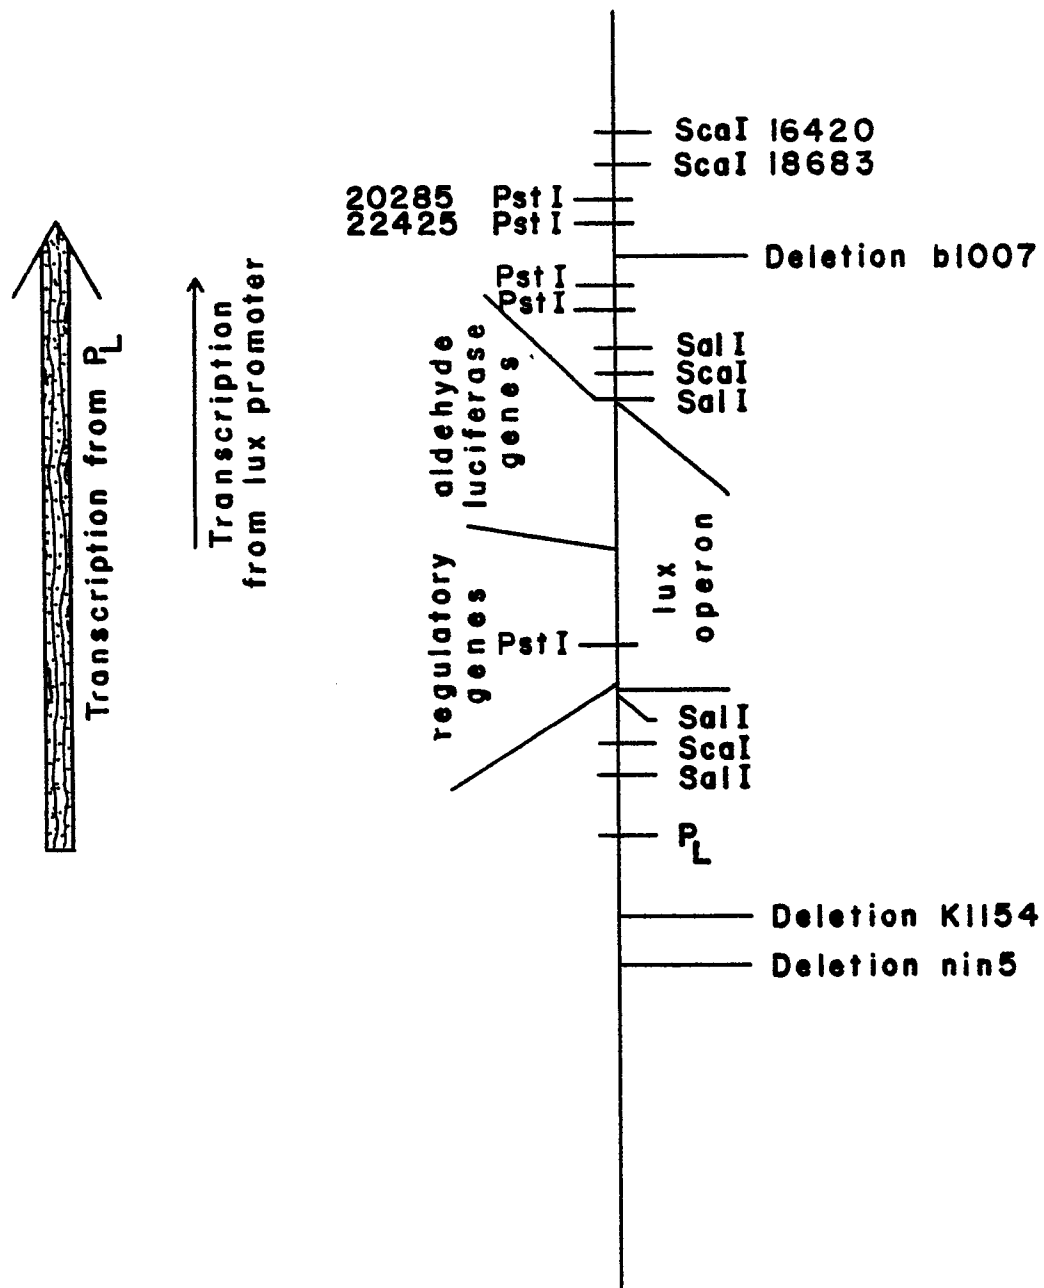 ScaI 16420
ScaI 18683
20285 PstI
22425 PstI
Deletion b1007
PstI
PstI
SalI
ScaI
SalI
Transcription from PL
Transcription
from lux promoter
aldehyde
luciferase
genes
regulatory
genes
lux
operon
PstI
SalI
ScaI
SalI
PL
Deletion K1154
Deletion nin5